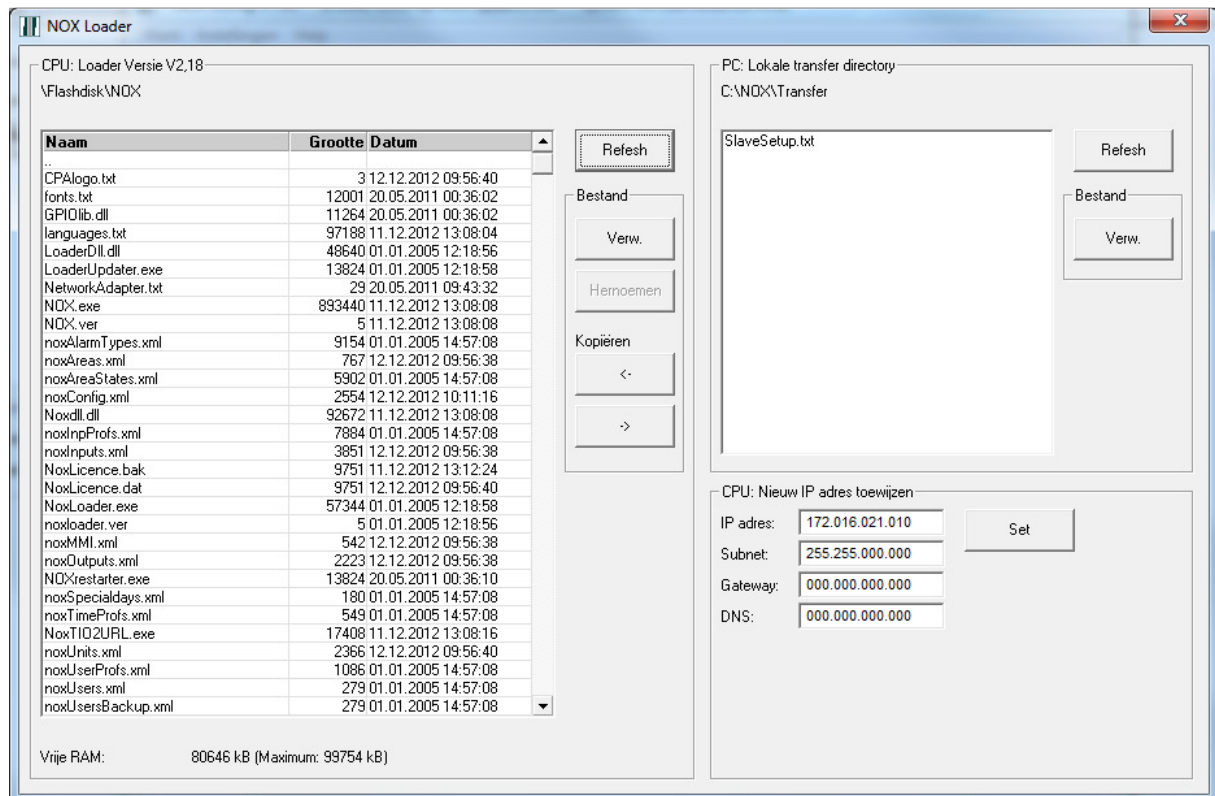 NOX Loader
CPU: Loader Versie V2,18
\Flashdisk\NOX
Naam Grootte Datum
..
CPAlogo.txt 3 12.12.2012 09:56:40
fonts.txt 12001 20.05.2011 00:36:02
GPIOlib.dll 11264 20.05.2011 00:36:02
languages.txt 97188 11.12.2012 13:08:04
LoaderDll.dll 48640 01.01.2005 12:18:56
LoaderUpdater.exe 13824 01.01.2005 12:18:58
NetworkAdapter.txt 29 20.05.2011 09:43:32
NOX.exe 893440 11.12.2012 13:08:08
NOX.ver 5 11.12.2012 13:08:08
noxAlarmTypes.xml 9154 01.01.2005 14:57:08
noxAreas.xml 767 12.12.2012 09:56:38
noxAreaStates.xml 5902 01.01.2005 14:57:08
noxConfig.xml 2554 12.12.2012 10:11:16
Noxdll.dll 92672 11.12.2012 13:08:08
noxInpProfs.xml 7884 01.01.2005 14:57:08
noxInputs.xml 3851 12.12.2012 09:56:38
NoxLicence.bak 9751 11.12.2012 13:12:24
NoxLicence.dat 9751 12.12.2012 09:56:40
NoxLoader.exe 57344 01.01.2005 12:18:58
noxloader.ver 5 01.01.2005 12:18:56
noxMMI.xml 542 12.12.2012 09:56:38
noxOutputs.xml 2223 12.12.2012 09:56:38
NOXrestarter.exe 13824 20.05.2011 00:36:10
noxSpecialdays.xml 180 01.01.2005 14:57:08
noxTimeProfs.xml 549 01.01.2005 14:57:08
NoxTIO2URL.exe 17408 11.12.2012 13:08:16
noxUnits.xml 2366 12.12.2012 09:56:40
noxUserProfs.xml 1086 01.01.2005 14:57:08
noxUsers.xml 279 01.01.2005 14:57:08
noxUsersBackup.xml 279 01.01.2005 14:57:08
Vrije RAM: 80646 kB (Maximum: 99754 kB)
Refesh
Bestand
Verw.
Hernoemen
Kopiëren
<-
->
PC: Lokale transfer directory
C:\NOX\Transfer
SlaveSetup.txt
Refesh
Bestand
Verw.
CPU: Nieuw IP adres toewijzen
IP adres: 172.016.021.010
Set
Subnet: 255.255.000.000
Gateway: 000.000.000.000
DNS: 000.000.000.000